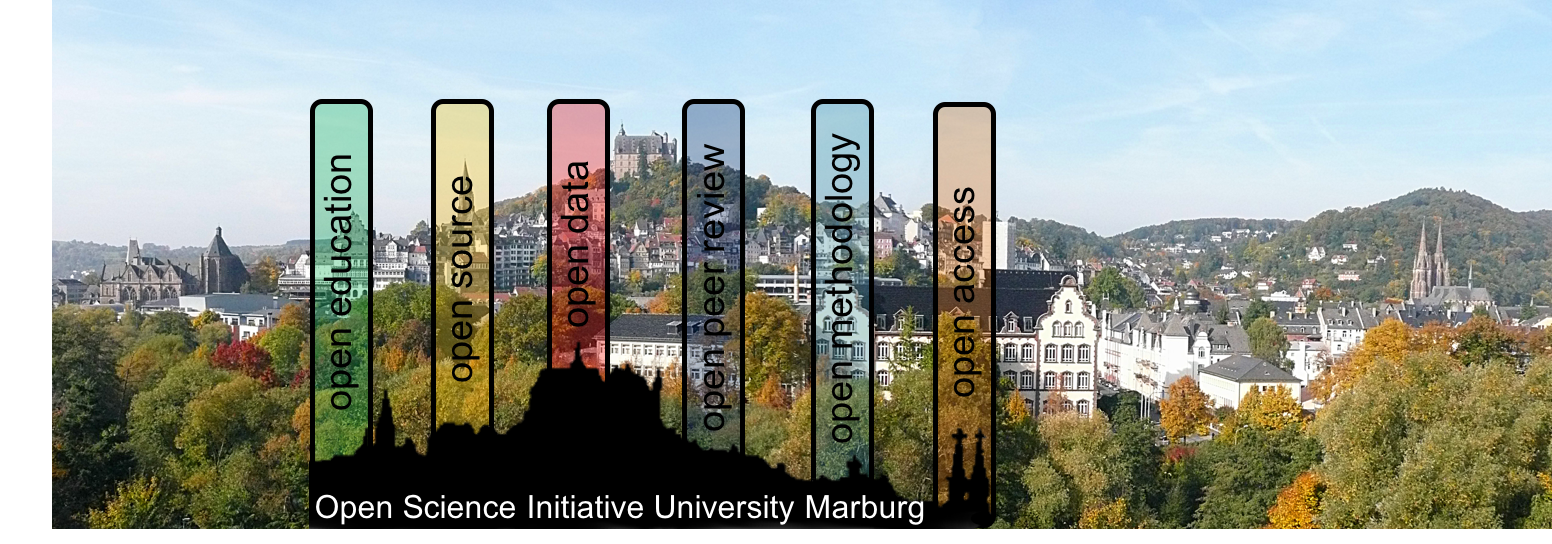 open education
open source
open data
open peer review
open methodology
open access
Open Science Initiative University Marburg